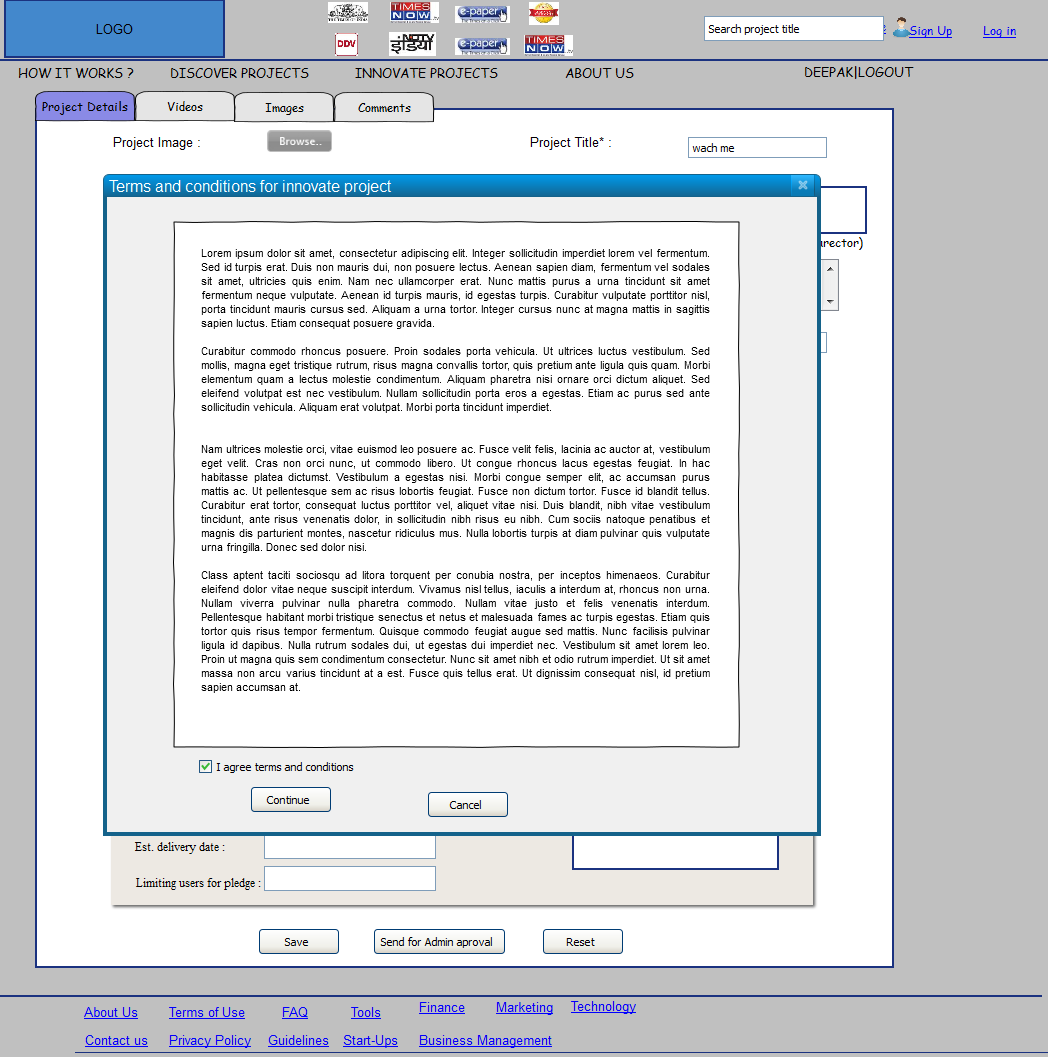 LOGO
TIMES NOW.TV
e-paper
DDV
NDTV
इंडिया
e-paper
TIMES NOW.TV
Search project title
Sign Up
Log in
HOW IT WORKS ?
DISCOVER PROJECTS
INNOVATE PROJECTS
ABOUT US
DEEPAK|LOGOUT
Project Details
Videos
Images
Comments
Project Image :
Browse..
Project Title* :
wach me
Terms and conditions for innovate project
Lorem ipsum dolor sit amet, consectetur adipiscing elit. Integer sollicitudin imperdiet lorem vel fermentum.
Sed id turpis erat. Duis non mauris dui, non posuere lectus. Aenean sapien diam, fermentum vel sodales
sit amet, ultricies quis enim. Nam nec ullamcorper erat. Nunc mattis purus a urna tincidunt sit amet
fermentum neque vulputate. Aenean id turpis mauris, id egestas turpis. Curabitur vulputate porttitor nisl,
porta tincidunt mauris cursus sed. Aliquam a urna tortor. Integer cursus nunc at magna mattis in sagittis
sapien luctus. Etiam consequat posuere gravida.
Curabitur commodo rhoncus posuere. Proin sodales porta vehicula. Ut ultrices luctus vestibulum. Sed
mollis, magna eget tristique rutrum, risus magna convallis tortor, quis pretium ante ligula quis quam. Morbi
elementum quam a lectus molestie condimentum. Aliquam pharetra nisi ornare orci dictum aliquet. Sed
eleifend volutpat est nec vestibulum. Nullam sollicitudin porta eros a egestas. Etiam ac purus sed ante
sollicitudin vehicula. Aliquam erat volutpat. Morbi porta tincidunt imperdiet.
Nam ultrices molestie orci, vitae euismod leo posuere ac. Fusce velit felis, lacinia ac auctor at, vestibulum
eget velit. Cras non orci nunc, ut commodo libero. Ut congue rhoncus lacus egestas feugiat. In hac
habitasse platea dictumst. Vestibulum a egestas nisi. Morbi congue semper elit, ac accumsan purus
mattis ac. Ut pellentesque sem ac risus lobortis feugiat. Fusce non dictum tortor. Fusce id blandit tellus.
Curabitur erat tortor, consequat luctus porttitor vel, aliquet vitae nisi. Duis blandit, nibh vitae vestibulum
tincidunt, ante risus venenatis dolor, in sollicitudin nibh risus eu nibh. Cum sociis natoque penatibus et
magnis dis parturient montes, nascetur ridiculus mus. Nulla lobortis turpis at diam pulvinar quis vulputate
urna fringilla. Donec sed dolor nisi.
Class aptent taciti sociosqu ad litora torquent per conubia nostra, per inceptos himenaeos. Curabitur
eleifend dolor vitae neque suscipit interdum. Vivamus nisl tellus, iaculis a interdum at, rhoncus non urna.
Nullam viverra pulvinar nulla pharetra commodo. Nullam vitae justo et felis venenatis interdum.
Pellentesque habitant morbi tristique senectus et netus et malesuada fames ac turpis egestas. Etiam quis
tortor quis risus tempor fermentum. Quisque commodo feugiat augue sed mattis. Nunc facilisis pulvinar
ligula id dapibus. Nulla rutrum sodales dui, ut egestas dui imperdiet nec. Vestibulum sit amet lorem leo.
Proin ut magna quis sem condimentum consectetur. Nunc sit amet nibh et odio rutrum imperdiet. Ut sit amet
massa non arcu varius tincidunt at a est. Fusce quis tellus erat. Ut dignissim consequat nisl, id pretium
sapien accumsan at.
I agree terms and conditions
Continue
Cancel
Est. delivery date :
Limiting users for pledge :
Save
Send for Admin aproval
Reset
About Us
Terms of Use
FAQ
Tools
Finance
Marketing
Technology
Contact us
Privacy Policy
Guidelines
Start-Ups
Business Management